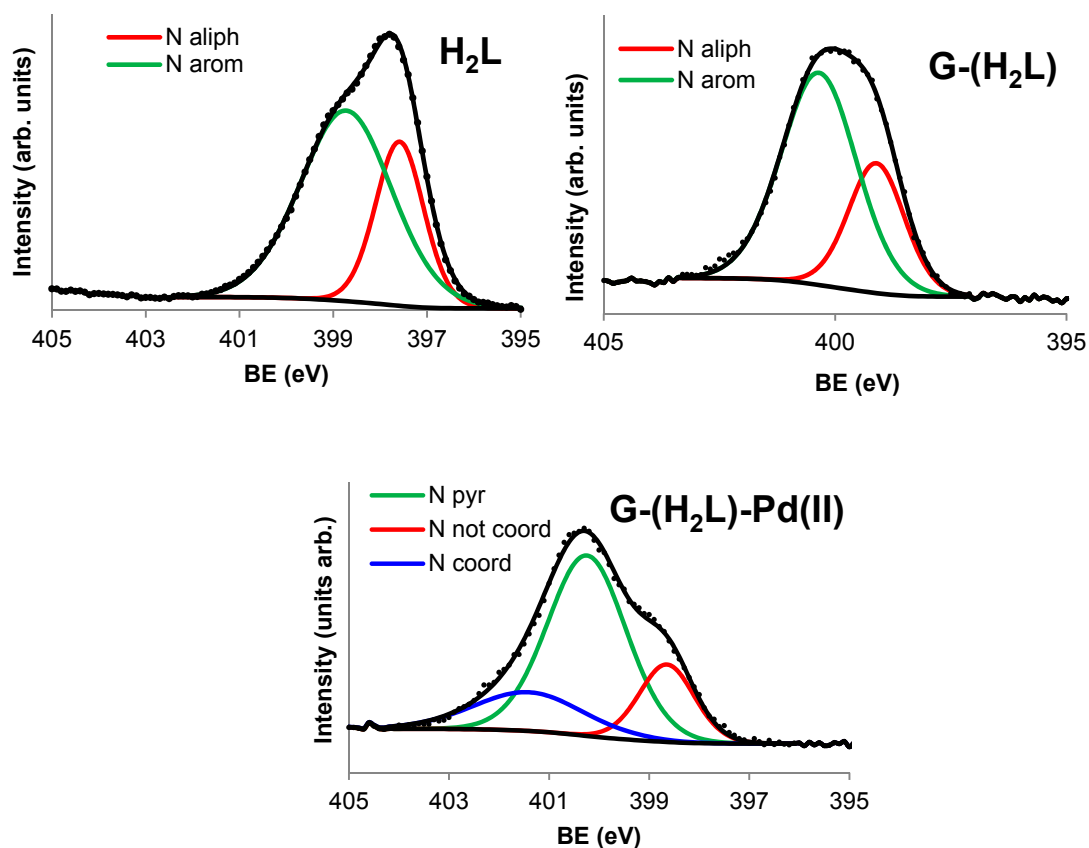 N aliph
N arom
H₂L
Intensity (arb. units)
405 403 401 399 397 395
BE (eV)
N aliph
N arom
G-(H₂L)
Intensity (arb. units)
405 400 395
BE (eV)
N pyr
N not coord
N coord
G-(H₂L)-Pd(II)
Intensity (units arb.)
405 403 401 399 397 395
BE (eV)